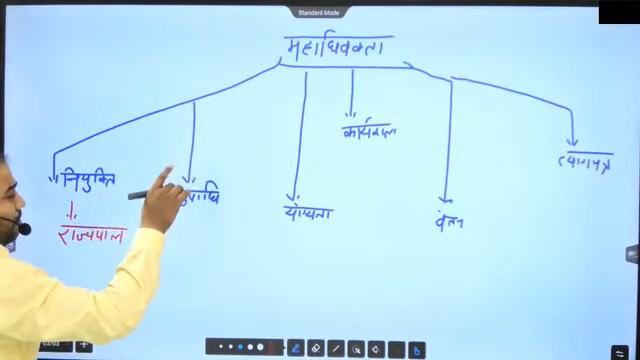 Standard Mode
महाधिवक्ता
कार्यकाल
त्यागपत्र
नियुक्ति
योग्यता
वेतन
राज्यपाल